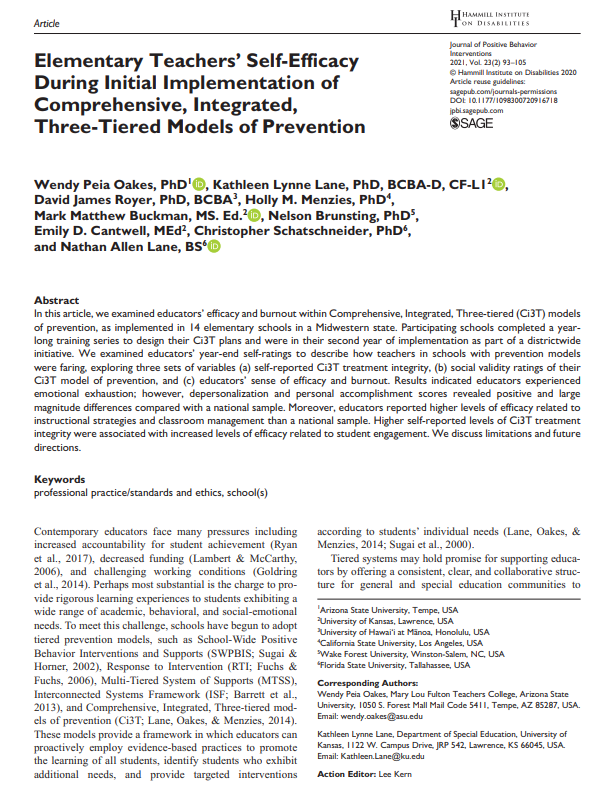 Article
HAMMILL INSTITUTE
ON DISABILITIES
Elementary Teachers’ Self-Efficacy
During Initial Implementation of
Comprehensive, Integrated,
Three-Tiered Models of Prevention
Journal of Positive Behavior
Interventions
2021, Vol. 23(2) 93–105
© Hammill Institute on Disabilities 2020
Article reuse guidelines:
sagepub.com/journals-permissions
DOI: 10.1177/1098300720916718
jpbi.sagepub.com
SAGE
Wendy Peia Oakes, PhD1 iD, Kathleen Lynne Lane, PhD, BCBA-D, CF-L12 iD,
David James Royer, PhD, BCBA3, Holly M. Menzies, PhD4,
Mark Matthew Buckman, MS. Ed.2 iD, Nelson Brunsting, PhD5,
Emily D. Cantwell, MEd2, Christopher Schatschneider, PhD6,
and Nathan Allen Lane, BS6 iD
Abstract
In this article, we examined educators’ efficacy and burnout within Comprehensive, Integrated, Three-tiered (Ci3T) models
of prevention, as implemented in 14 elementary schools in a Midwestern state. Participating schools completed a year-
long training series to design their Ci3T plans and were in their second year of implementation as part of a districtwide
initiative. We examined educators’ year-end self-ratings to describe how teachers in schools with prevention models
were faring, exploring three sets of variables (a) self-reported Ci3T treatment integrity, (b) social validity ratings of their
Ci3T model of prevention, and (c) educators’ sense of efficacy and burnout. Results indicated educators experienced
emotional exhaustion; however, depersonalization and personal accomplishment scores revealed positive and large
magnitude differences compared with a national sample. Moreover, educators reported higher levels of efficacy related to
instructional strategies and classroom management than a national sample. Higher self-reported levels of Ci3T treatment
integrity were associated with increased levels of efficacy related to student engagement. We discuss limitations and future
directions.
Keywords
professional practice/standards and ethics, school(s)
Contemporary educators face many pressures including
increased accountability for student achievement (Ryan
et al., 2017), decreased funding (Lambert & McCarthy,
2006), and challenging working conditions (Goldring
et al., 2014). Perhaps most substantial is the charge to pro-
vide rigorous learning experiences to students exhibiting a
wide range of academic, behavioral, and social-emotional
needs. To meet this challenge, schools have begun to adopt
tiered prevention models, such as School-Wide Positive
Behavior Interventions and Supports (SWPBIS; Sugai &
Horner, 2002), Response to Intervention (RTI; Fuchs &
Fuchs, 2006), Multi-Tiered System of Supports (MTSS),
Interconnected Systems Framework (ISF; Barrett et al.,
2013), and Comprehensive, Integrated, Three-tiered mod-
els of prevention (Ci3T; Lane, Oakes, & Menzies, 2014).
These models provide a framework in which educators can
proactively employ evidence-based practices to promote
the learning of all students, identify students who exhibit
additional needs, and provide targeted interventions
according to students’ individual needs (Lane, Oakes, &
Menzies, 2014; Sugai et al., 2000).
Tiered systems may hold promise for supporting educa-
tors by offering a consistent, clear, and collaborative struc-
ture for general and special education communities to
1Arizona State University, Tempe, USA
2University of Kansas, Lawrence, USA
3University of Hawai‘i at Mānoa, Honolulu, USA
4California State University, Los Angeles, USA
5Wake Forest University, Winston-Salem, NC, USA
6Florida State University, Tallahassee, USA
Corresponding Authors:
Wendy Peia Oakes, Mary Lou Fulton Teachers College, Arizona State
University, 1050 S. Forest Mall Mail Code 5411, Tempe, AZ 85287, USA.
Email: wendy.oakes@asu.edu
Kathleen Lynne Lane, Department of Special Education, University of
Kansas, 1122 W. Campus Drive, JRP 542, Lawrence, KS 66045, USA.
Email: Kathleen.Lane@ku.edu
Action Editor: Lee Kern